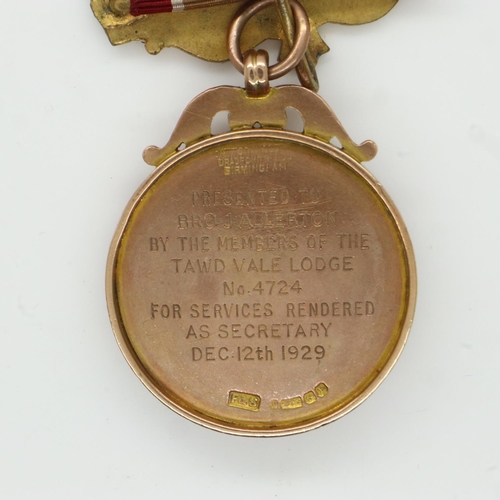 BIRMINGHAM
PRESENTED TO
BRO. J. ALLERTON
BY THE MEMBERS OF THE
TAWD VALE LODGE
No. 4724
FOR SERVICES RENDERED
AS SECRETARY
DEC. 12th 1929